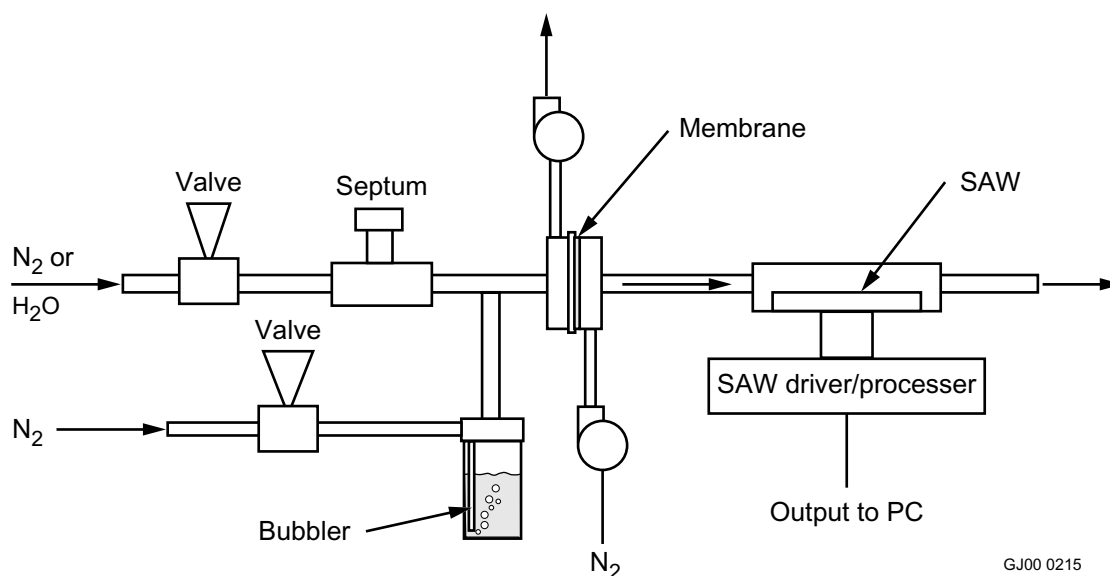 Membrane
Valve
Septum
SAW
N₂ or
H₂O
Valve
SAW driver/processer
N₂
Bubbler
Output to PC
N₂
GJ00 0215